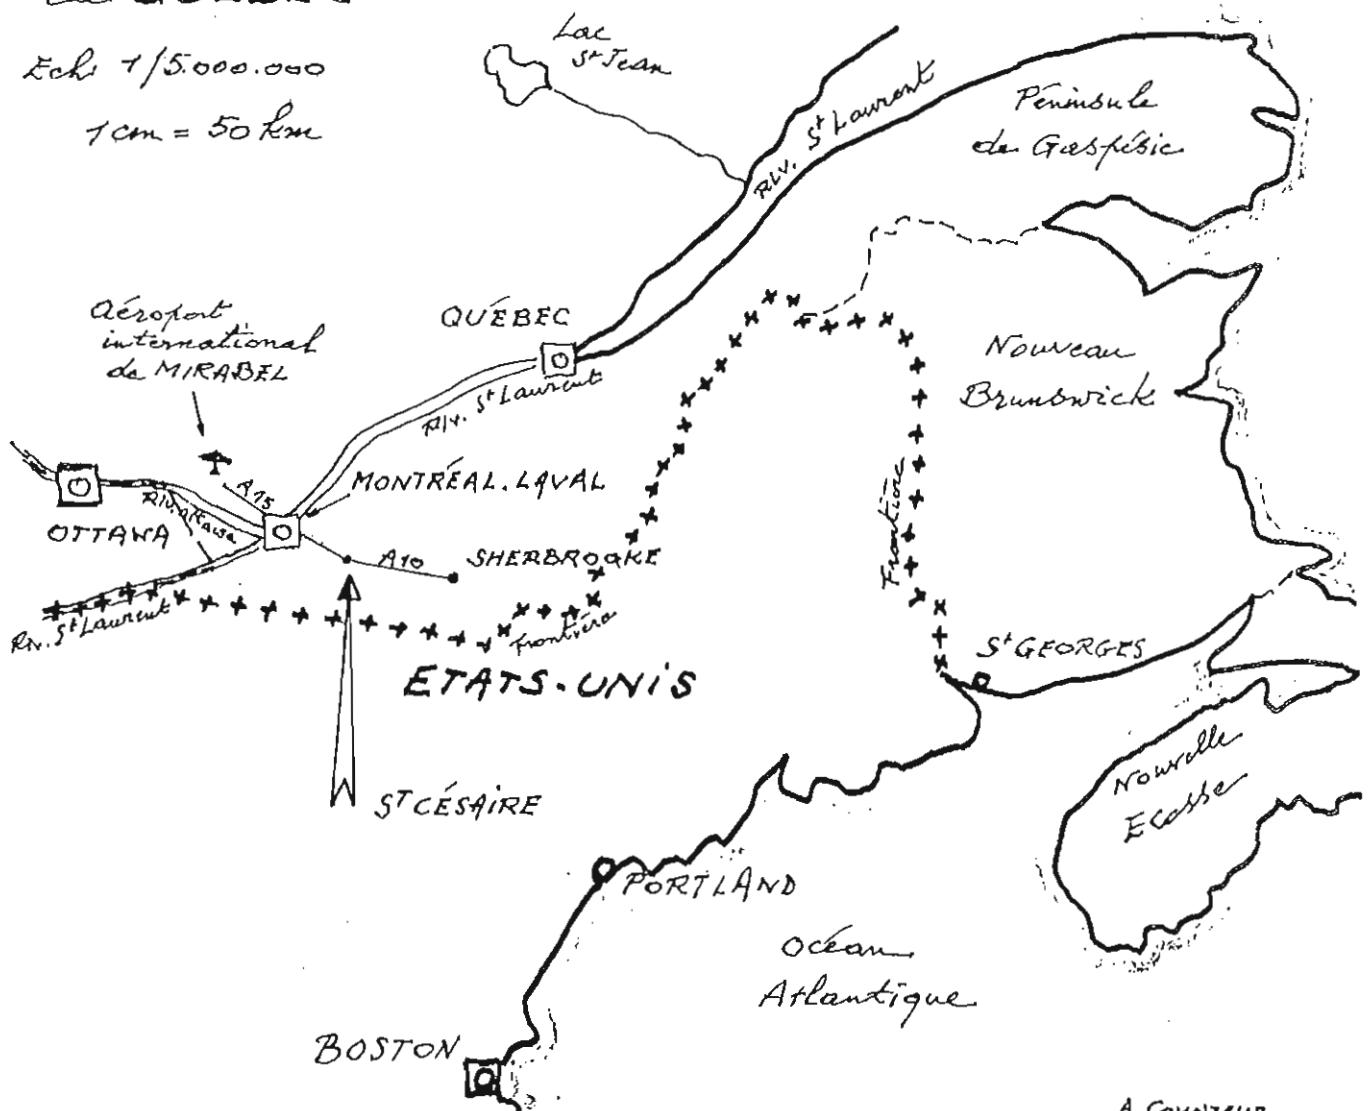 Ech: 1/5.000.000
1 cm = 50 km
Lac
St Jean
Riv. St Laurent
Péninsule
de Gaspésie
Aéroport
international
de MIRABEL
QUÉBEC
Riv. St Laurent
Nouveau
Brunswick
A15
MONTRÉAL.LAVAL
OTTAWA
A10
SHERBROOKE
Frontière
Riv. St Laurent
Frontière
St GEORGES
ETATS-UNIS
ST CÉSAIRE
Nouvelle
Ecosse
PORTLAND
Océan
Atlantique
BOSTON